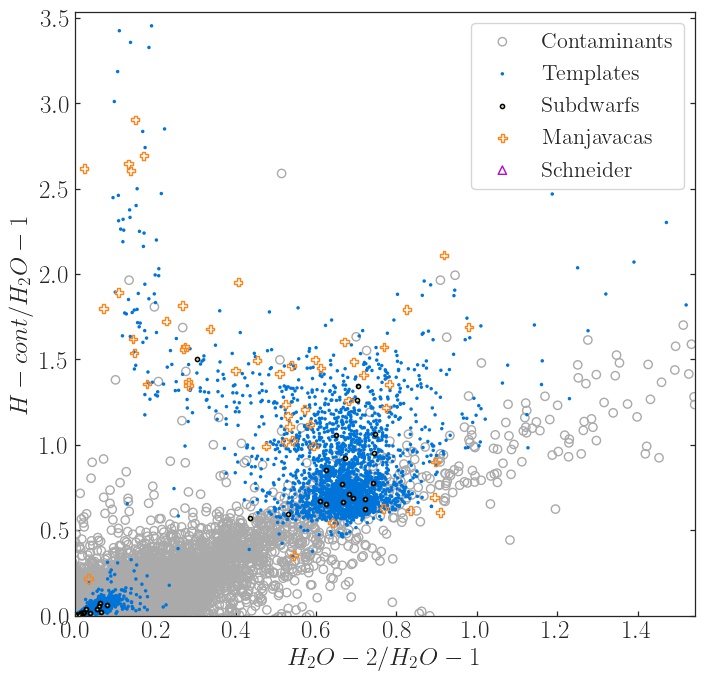 3.5
3.0
2.5
2.0
1.5
1.0
0.5
0.0
H − cont/H₂O − 1
Contaminants
Templates
Subdwarfs
Manjavacas
Schneider
0.0 0.2 0.4 0.6 0.8 1.0 1.2 1.4
H₂O − 2/H₂O − 1